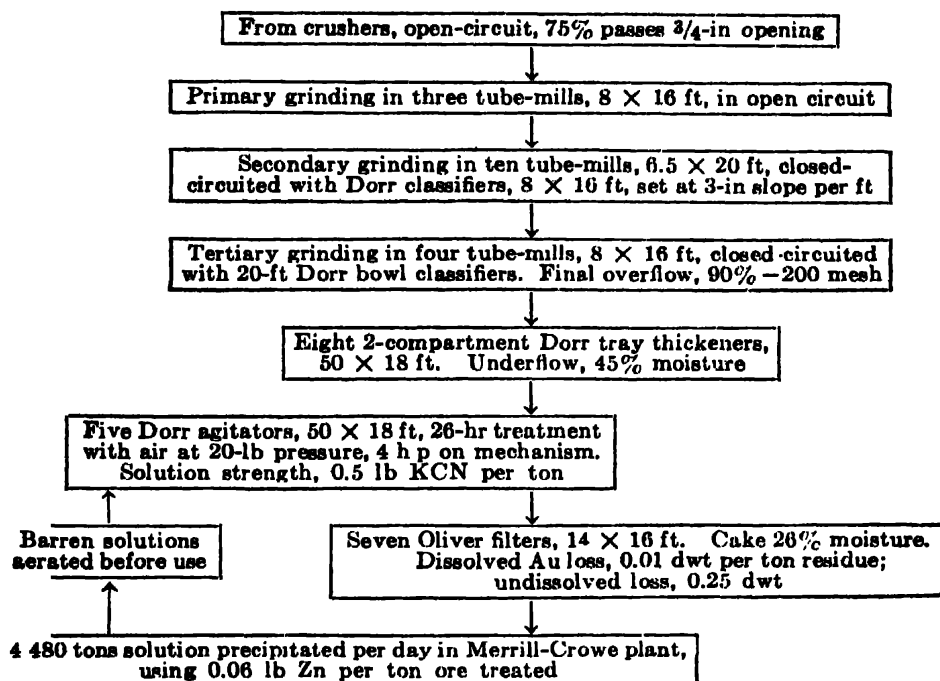 From crushers, open-circuit, 75% passes 3/4-in opening
Primary grinding in three tube-mills, 8 × 16 ft, in open circuit
Secondary grinding in ten tube-mills, 6.5 × 20 ft, closed-
circuited with Dorr classifiers, 8 × 16 ft, set at 3-in slope per ft
Tertiary grinding in four tube-mills, 8 × 16 ft, closed-circuited
with 20-ft Dorr bowl classifiers. Final overflow, 90% −200 mesh
Eight 2-compartment Dorr tray thickeners,
50 × 18 ft. Underflow, 45% moisture
Five Dorr agitators, 50 × 18 ft, 26-hr treatment
with air at 20-lb pressure, 4 h p on mechanism.
Solution strength, 0.5 lb KCN per ton
Barren solutions
aerated before use
Seven Oliver filters, 14 × 16 ft. Cake 26% moisture.
Dissolved Au loss, 0.01 dwt per ton residue;
undissolved loss, 0.25 dwt
4 480 tons solution precipitated per day in Merrill-Crowe plant,
using 0.06 lb Zn per ton ore treated